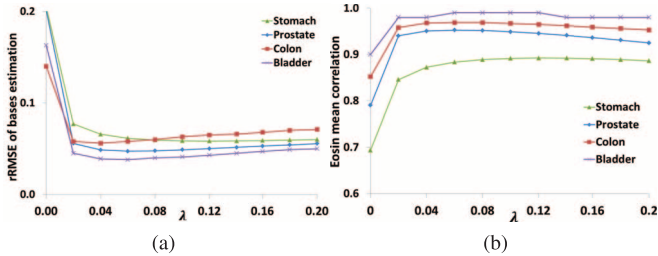 (a)
0.2
0.1
0.0
rRMSE of bases estimation
Stomach
Prostate
Colon
Bladder
0.00 0.04 0.08 0.12 0.16 0.20
λ
(a)
(b)
1.0
0.9
0.8
0.7
0.6
Eosin mean correlation
Stomach
Prostate
Colon
Bladder
0 0.04 0.08 0.12 0.16 0.2
λ
(b)